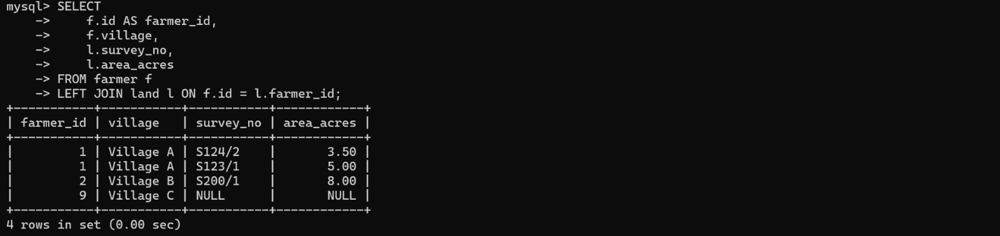 mysql> SELECT
    ->     f.id AS farmer_id,
    ->     f.village,
    ->     l.survey_no,
    ->     l.area_acres
    -> FROM farmer f
    -> LEFT JOIN land l ON f.id = l.farmer_id;
+-----------+-----------+-----------+------------+
| farmer_id | village   | survey_no | area_acres |
+-----------+-----------+-----------+------------+
|         1 | Village A | S124/2    |       3.50 |
|         1 | Village A | S123/1    |       5.00 |
|         2 | Village B | S200/1    |       8.00 |
|         9 | Village C | NULL      |       NULL |
+-----------+-----------+-----------+------------+
4 rows in set (0.00 sec)